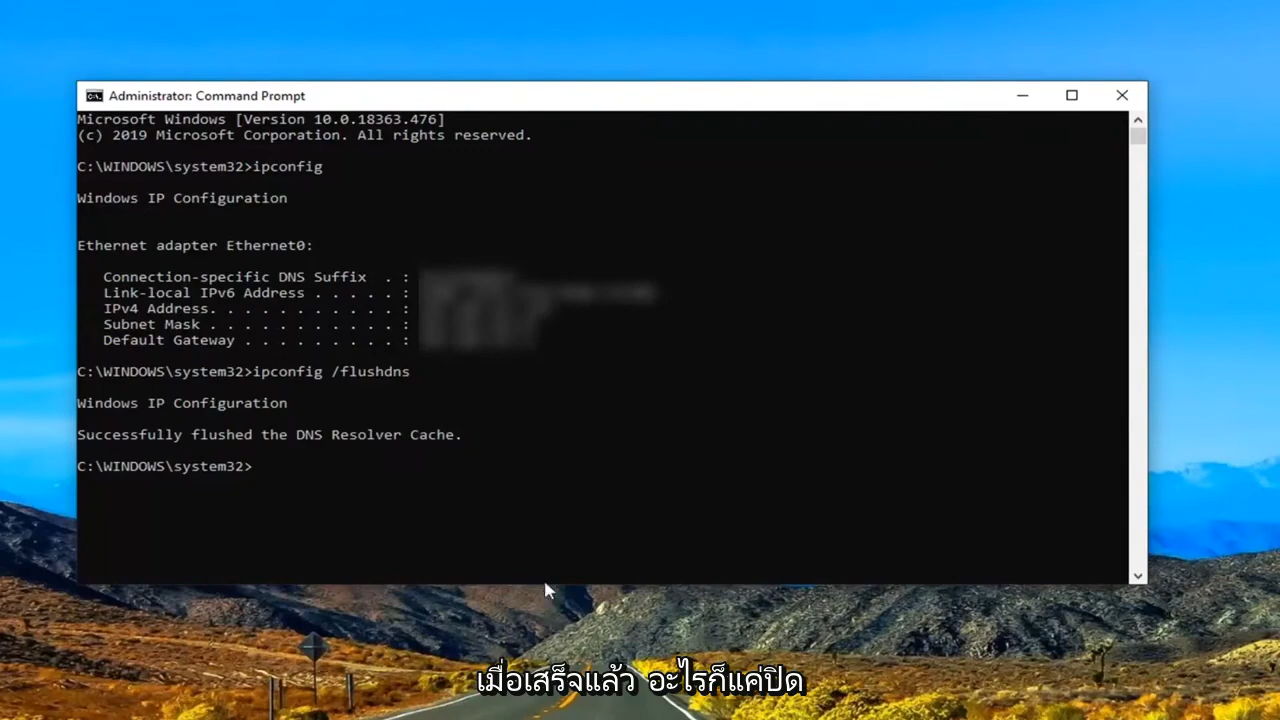 Administrator: Command Prompt
Microsoft Windows [Version 10.0.18363.476]
(c) 2019 Microsoft Corporation. All rights reserved.
C:\WINDOWS\system32>ipconfig
Windows IP Configuration
Ethernet adapter Ethernet0:
Connection-specific DNS Suffix  . :
Link-local IPv6 Address . . . . . :
IPv4 Address. . . . . . . . . . . :
Subnet Mask . . . . . . . . . . . :
Default Gateway . . . . . . . . . :
C:\WINDOWS\system32>ipconfig /flushdns
Windows IP Configuration
Successfully flushed the DNS Resolver Cache.
C:\WINDOWS\system32>
เมื่อเสร็จแล้ว อะไรก็แค่ปิด